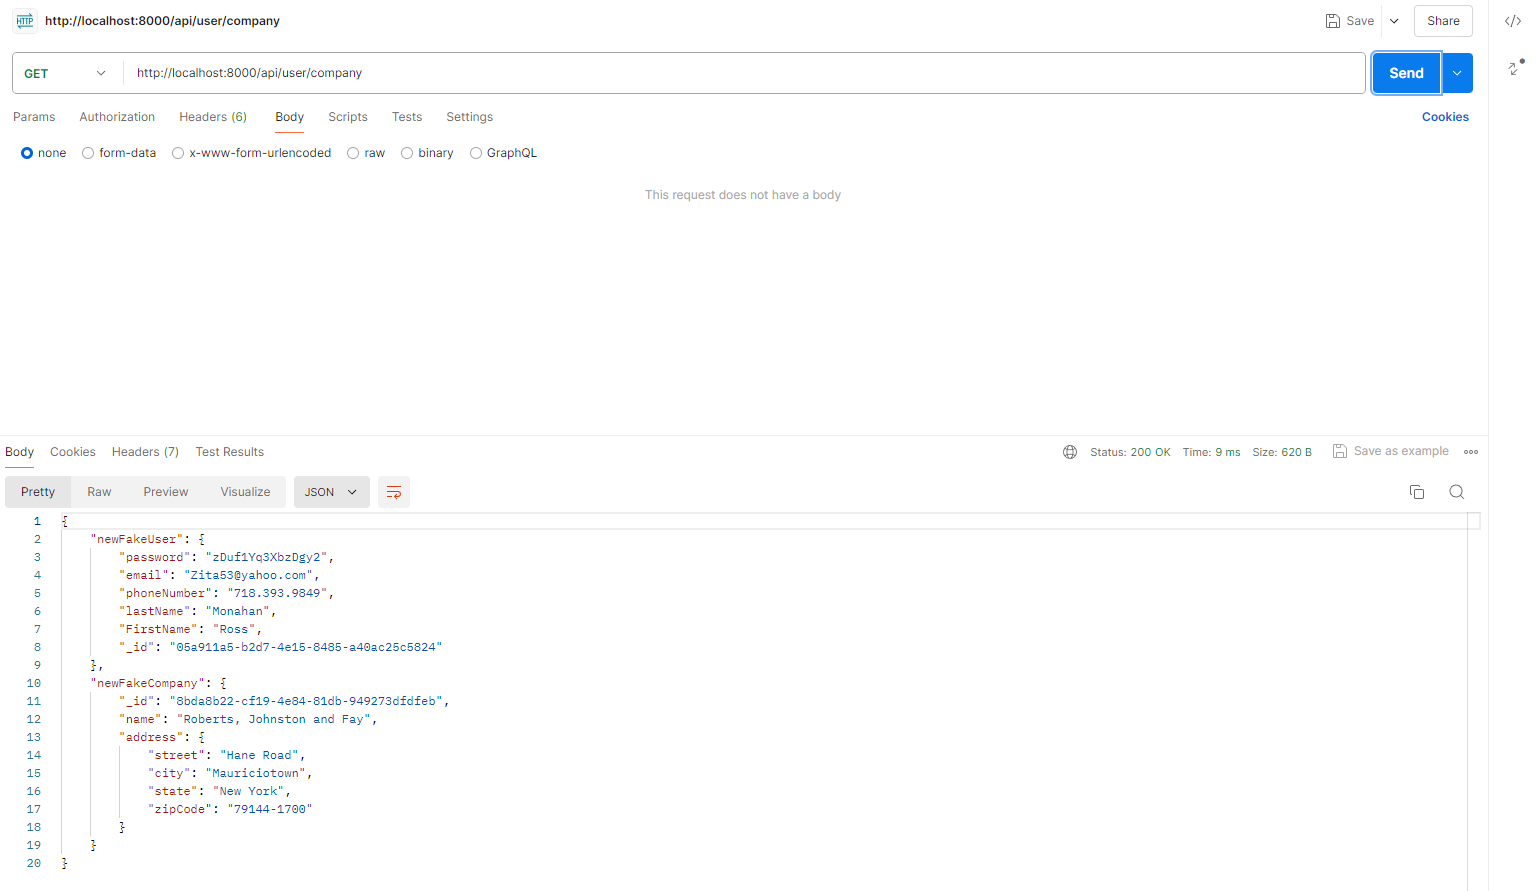 HTTP http://localhost:8000/api/user/company Save Share
GET http://localhost:8000/api/user/company Send
Params Authorization Headers (6) Body Scripts Tests Settings Cookies
none form-data x-www-form-urlencoded raw binary GraphQL
This request does not have a body
Body Cookies Headers (7) Test Results Status: 200 OK Time: 9 ms Size: 620 B Save as example
Pretty Raw Preview Visualize JSON
1 {
2 "newFakeUser": {
3 "password": "zDuf1Yq3XbzDgy2",
4 "email": "Zita53@yahoo.com",
5 "phoneNumber": "718.393.9849",
6 "lastName": "Monahan",
7 "FirstName": "Ross",
8 "_id": "05a911a5-b2d7-4e15-8485-a40ac25c5824"
9 },
10 "newFakeCompany": {
11 "_id": "8bda8b22-cf19-4e84-81db-949273dfdfeb",
12 "name": "Roberts, Johnston and Fay",
13 "address": {
14 "street": "Hane Road",
15 "city": "Mauriciotown",
16 "state": "New York",
17 "zipCode": "79144-1700"
18 }
19 }
20 }